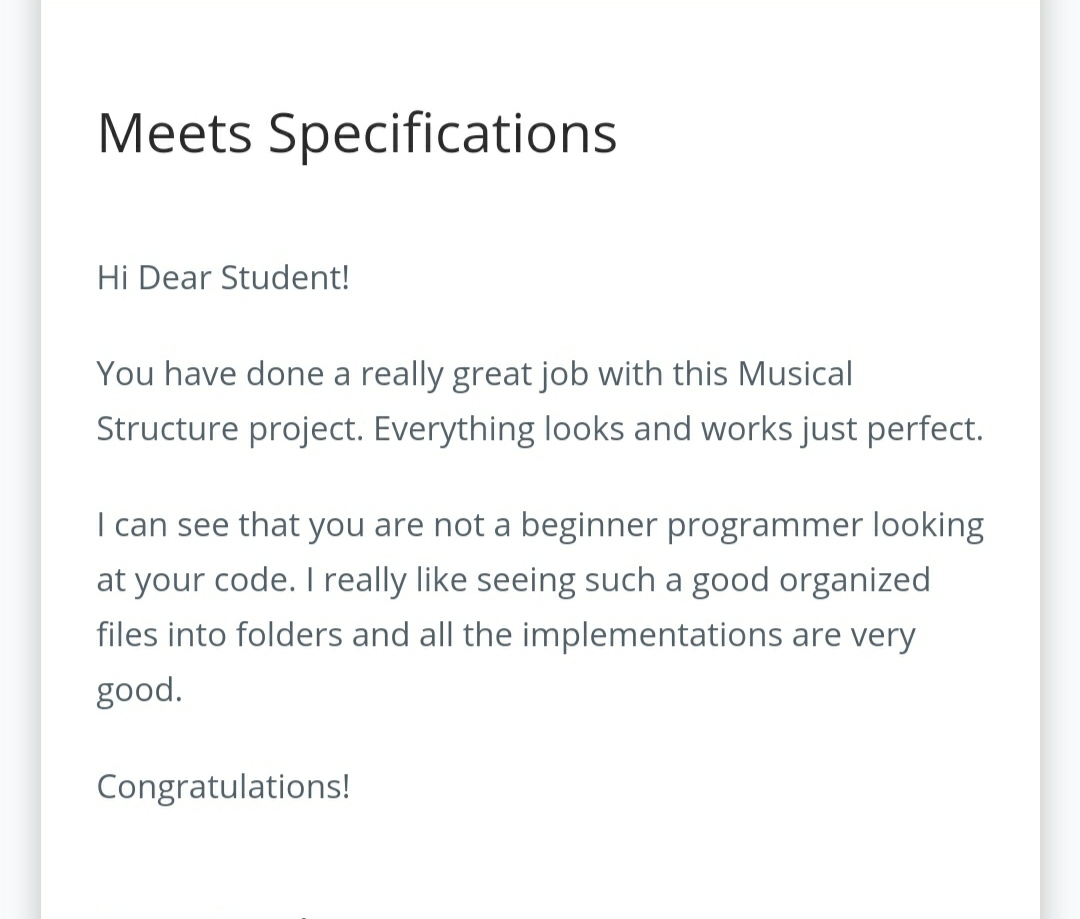 Meets Specifications
Hi Dear Student!
You have done a really great job with this Musical
Structure project. Everything looks and works just perfect.
I can see that you are not a beginner programmer looking
at your code. I really like seeing such a good organized
files into folders and all the implementations are very
good.
Congratulations!